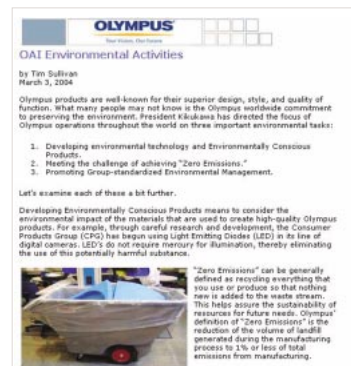 OLYMPUS
Your Vision, Our Future
OAI Environmental Activities
by Tim Sullivan
March 3, 2004
Olympus products are well-known for their superior design, style, and quality of
function. What many people may not know is the Olympus worldwide commitment
to preserving the environment. President Kikukawa has directed the focus of
Olympus operations throughout the world on three important environmental tasks:
1. Developing environmental technology and Environmentally Conscious
Products.
2. Meeting the challenge of achieving "Zero Emissions."
3. Promoting Group-standardized Environmental Management.
Let's examine each of these a bit further.
Developing Environmentally Conscious Products means to consider the
environmental impact of the materials that are used to create high-quality Olympus
products. For example, through careful research and development, the Consumer
Products Group (CPG) has begun using Light Emitting Diodes (LED) in its line of
digital cameras. LED's do not require mercury for illumination, thereby eliminating
the use of this potentially harmful substance.
"Zero Emissions" can be generally
defined as recycling everything that
you use or produce so that nothing
new is added to the waste stream.
This helps assure the sustainability of
resources for future needs. Olympus'
definition of "Zero Emissions" is the
reduction of the volume of landfill
generated during the manufacturing
process to 1% or less of total
emissions from manufacturing.